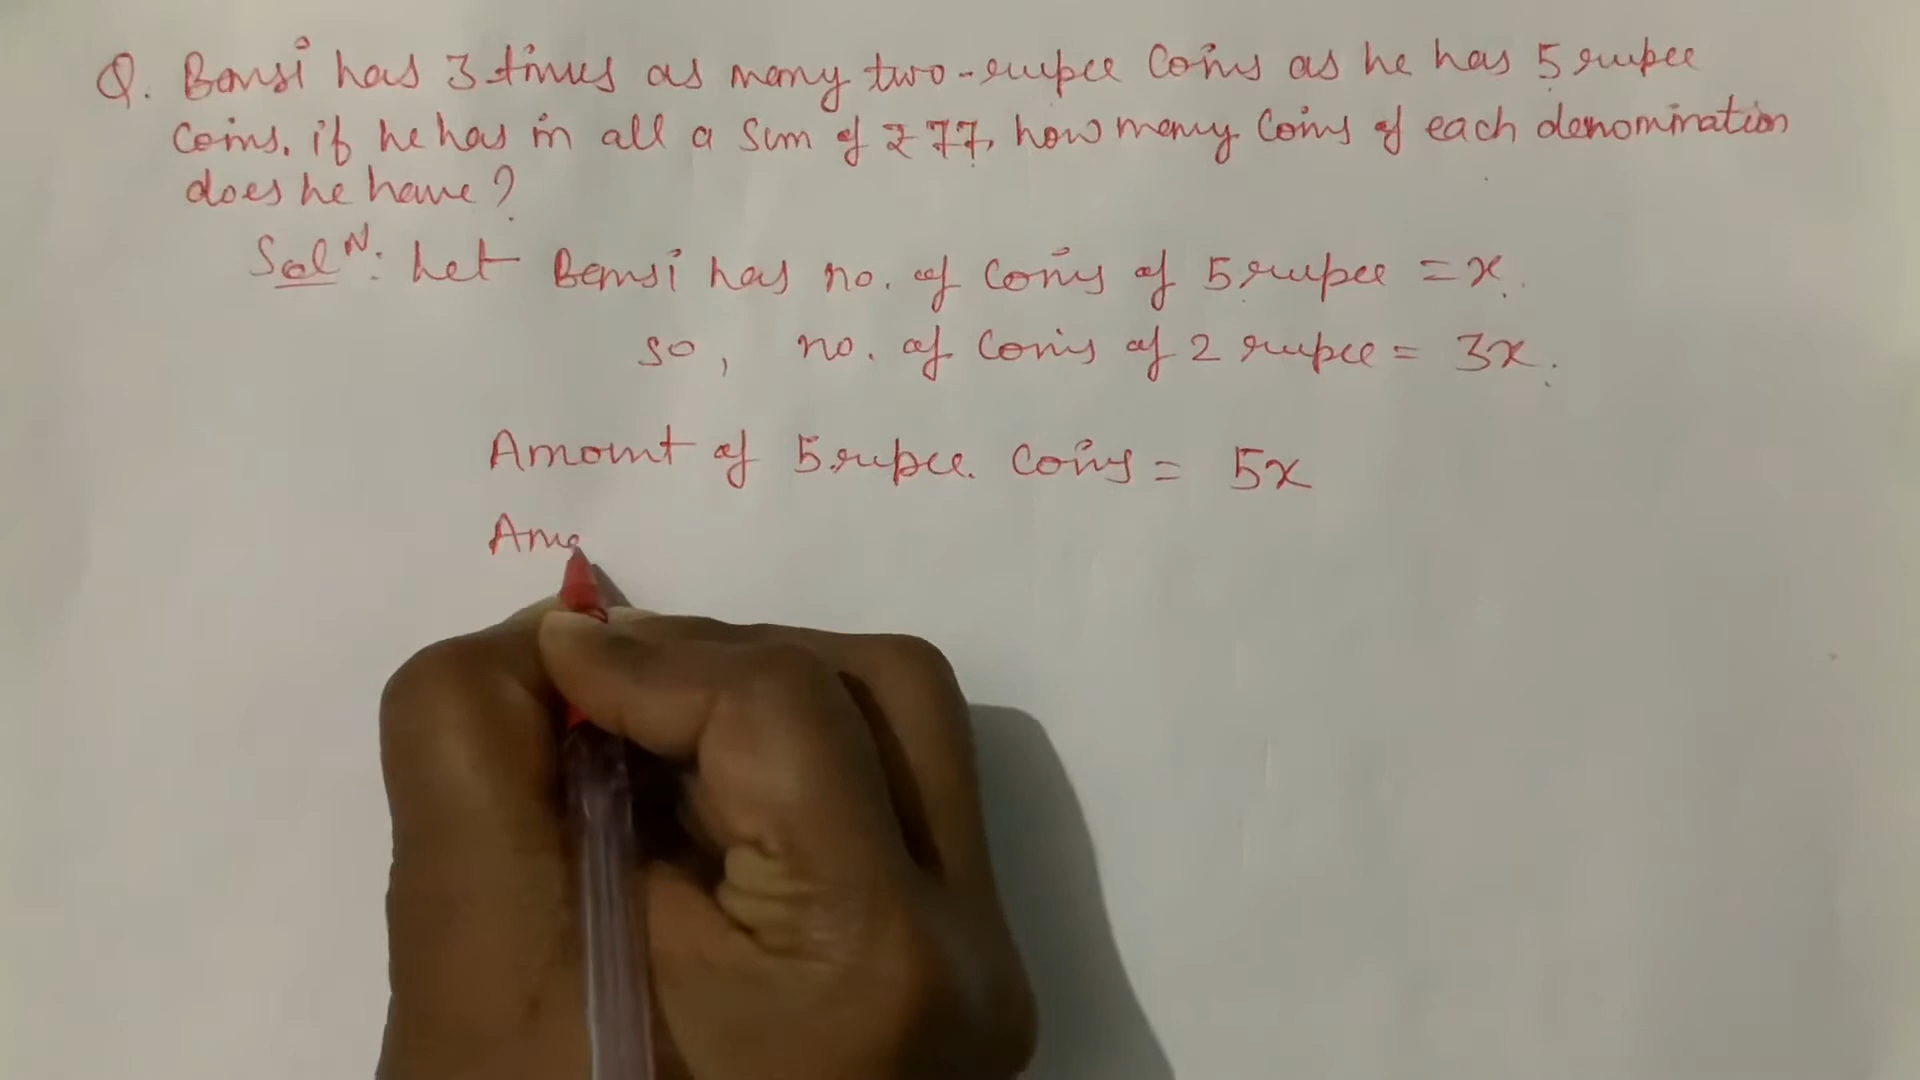 Q. Bansi has 3 times as many two-rupee coins as he has 5 rupee
coins. if he has in all a sum of ₹ 77, how many coins of each denomination
does he have?
Solᴺ: Let Bansi has no. of coins of 5 rupee = x.
so, no. of coins of 2 rupee = 3x.
Amount of 5 rupee coins = 5x
Amo